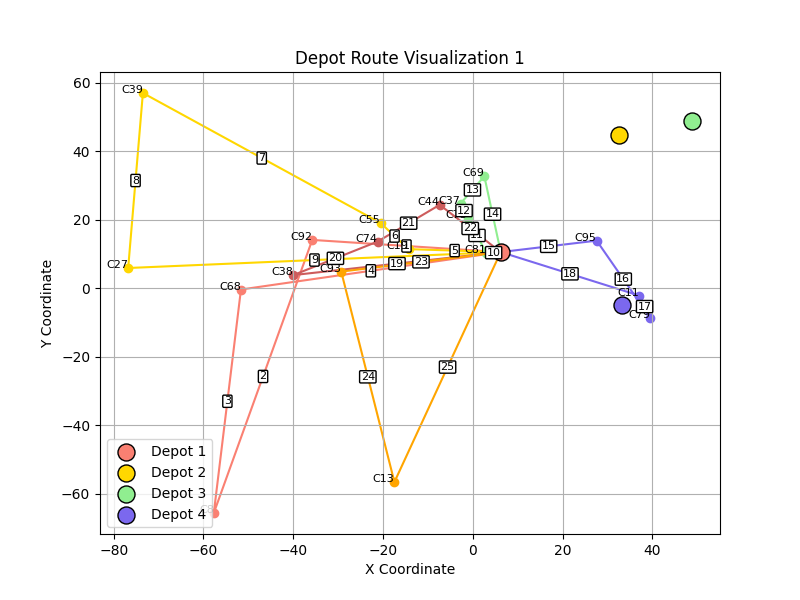 Depot Route Visualization 1
Y Coordinate
60
40
20
0
−20
−40
−60
C39
7
8
C69
13
C44
C37
12
14
C55
21
22
11
C92
C74
6
1
5
C81
10
15
C95
C27
9
20
C38
C93
4
19
23
18
16
C11
17
C79
C68
3
2
24
25
C13
Depot 1
Depot 2
Depot 3
Depot 4
−80
−60
−40
−20
0
20
40
X Coordinate